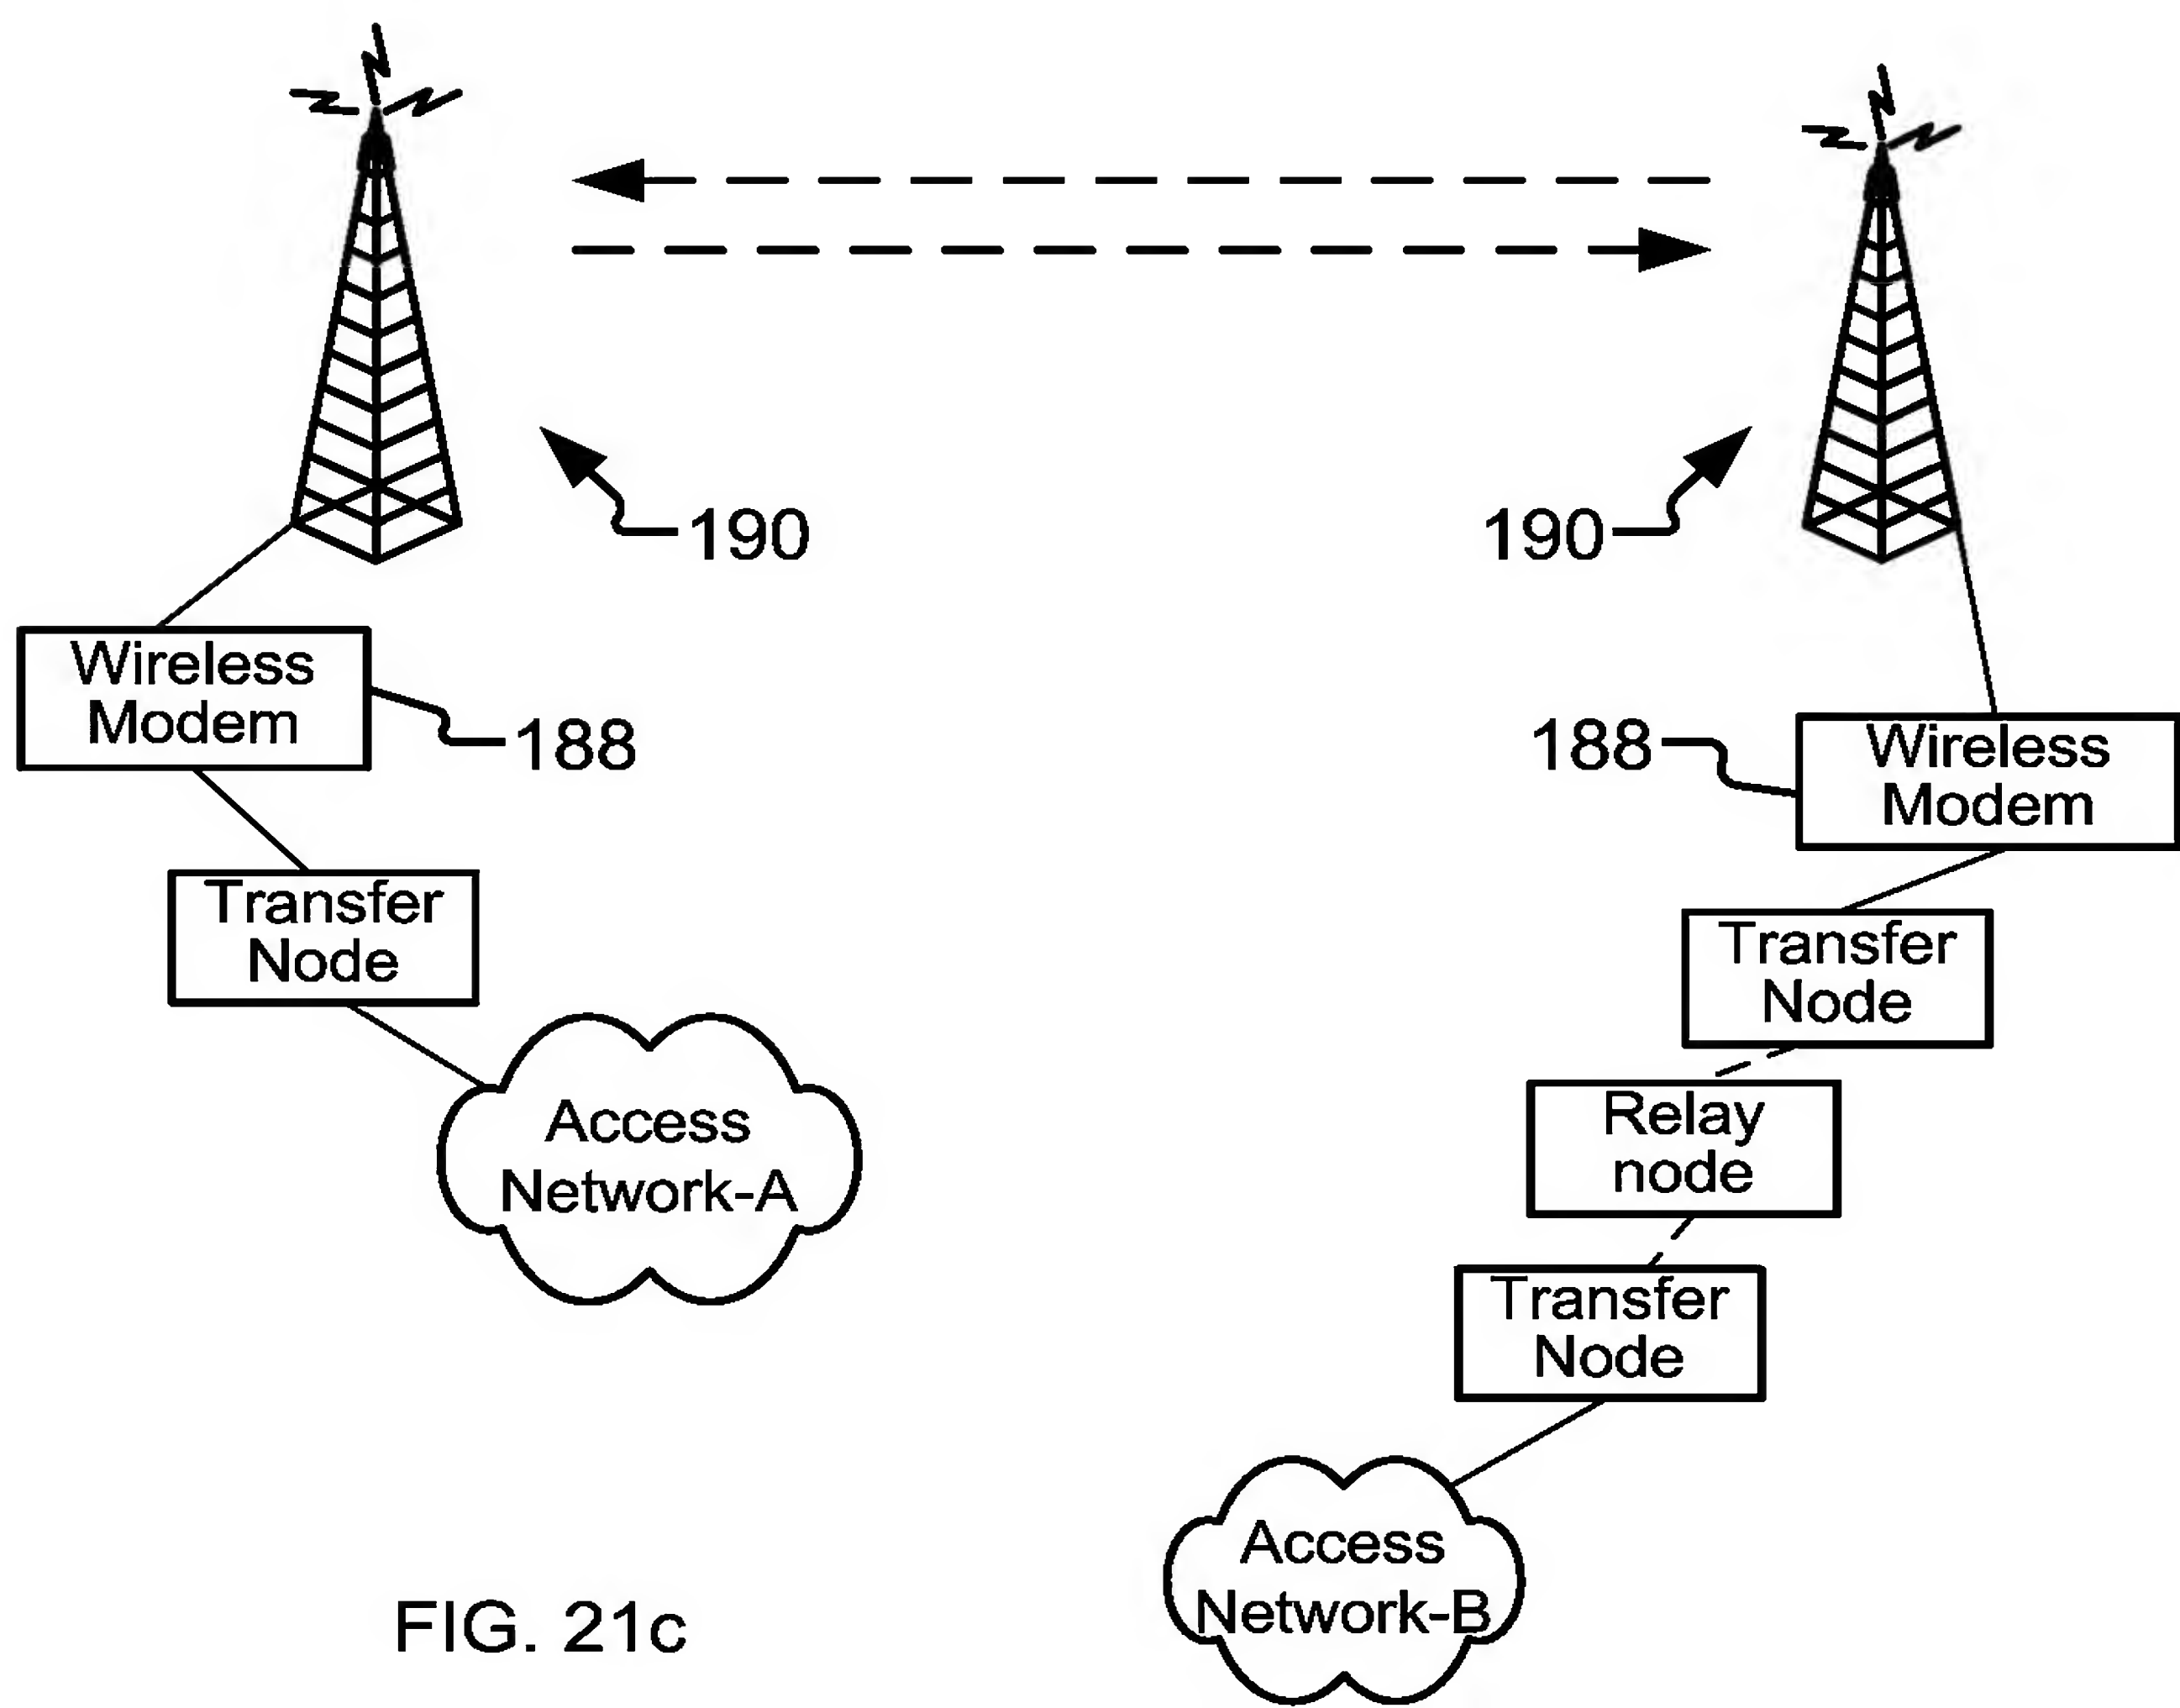 190
190
Wireless
Modem
188
188
Wireless
Modem
Transfer
Node
Transfer
Node
Access
Network-A
Relay
node
Transfer
Node
Access
Network-B
FIG. 21c